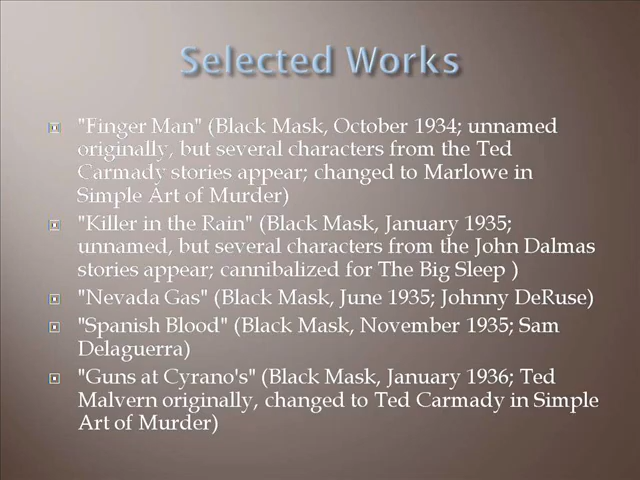 Selected Works
"Finger Man" (Black Mask, October 1934; unnamed
originally, but several characters from the Ted
Carmady stories appear; changed to Marlowe in
Simple Art of Murder)
"Killer in the Rain" (Black Mask, January 1935;
unnamed, but several characters from the John Dalmas
stories appear; cannibalized for The Big Sleep )
"Nevada Gas" (Black Mask, June 1935; Johnny DeRuse)
"Spanish Blood" (Black Mask, November 1935; Sam
Delaguerra)
"Guns at Cyrano's" (Black Mask, January 1936; Ted
Malvern originally, changed to Ted Carmady in Simple
Art of Murder)